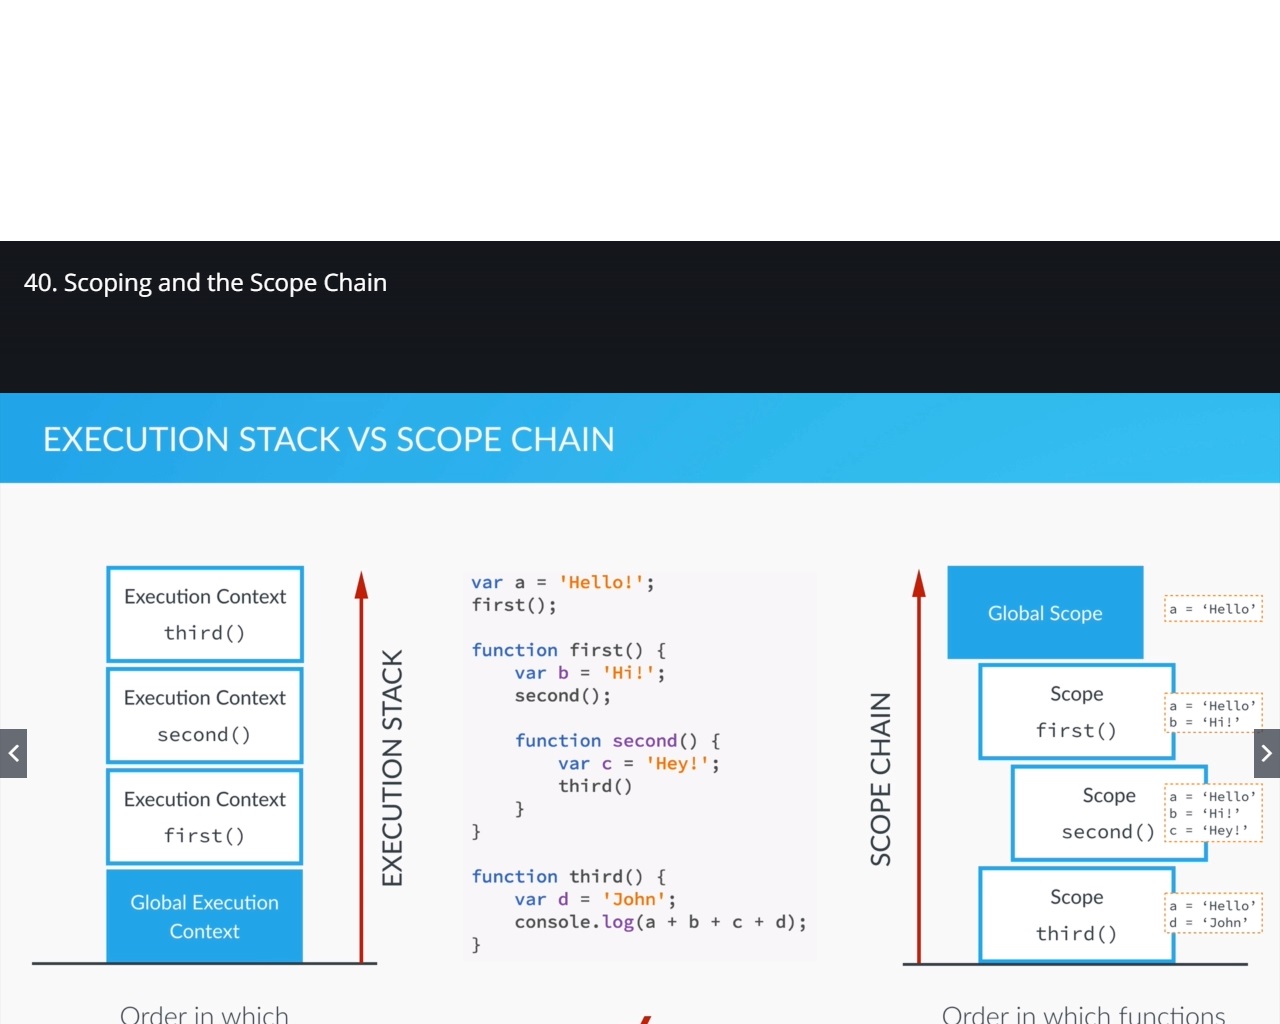 40. Scoping and the Scope Chain
EXECUTION STACK VS SCOPE CHAIN
Execution Context
third()
Execution Context
second()
Execution Context
first()
Global Execution
Context
EXECUTION STACK
Order in which
var a = 'Hello!';
first();
function first() {
    var b = 'Hi!';
    second();
    function second() {
        var c = 'Hey!';
        third()
    }
}
function third() {
    var d = 'John';
    console.log(a + b + c + d);
}
SCOPE CHAIN
Global Scope
a = ‘Hello’
Scope
first()
a = ‘Hello’
b = ‘Hi!’
Scope
second()
a = ‘Hello’
b = ‘Hi!’
c = ‘Hey!’
Scope
third()
a = ‘Hello’
d = ‘John’
Order in which functions